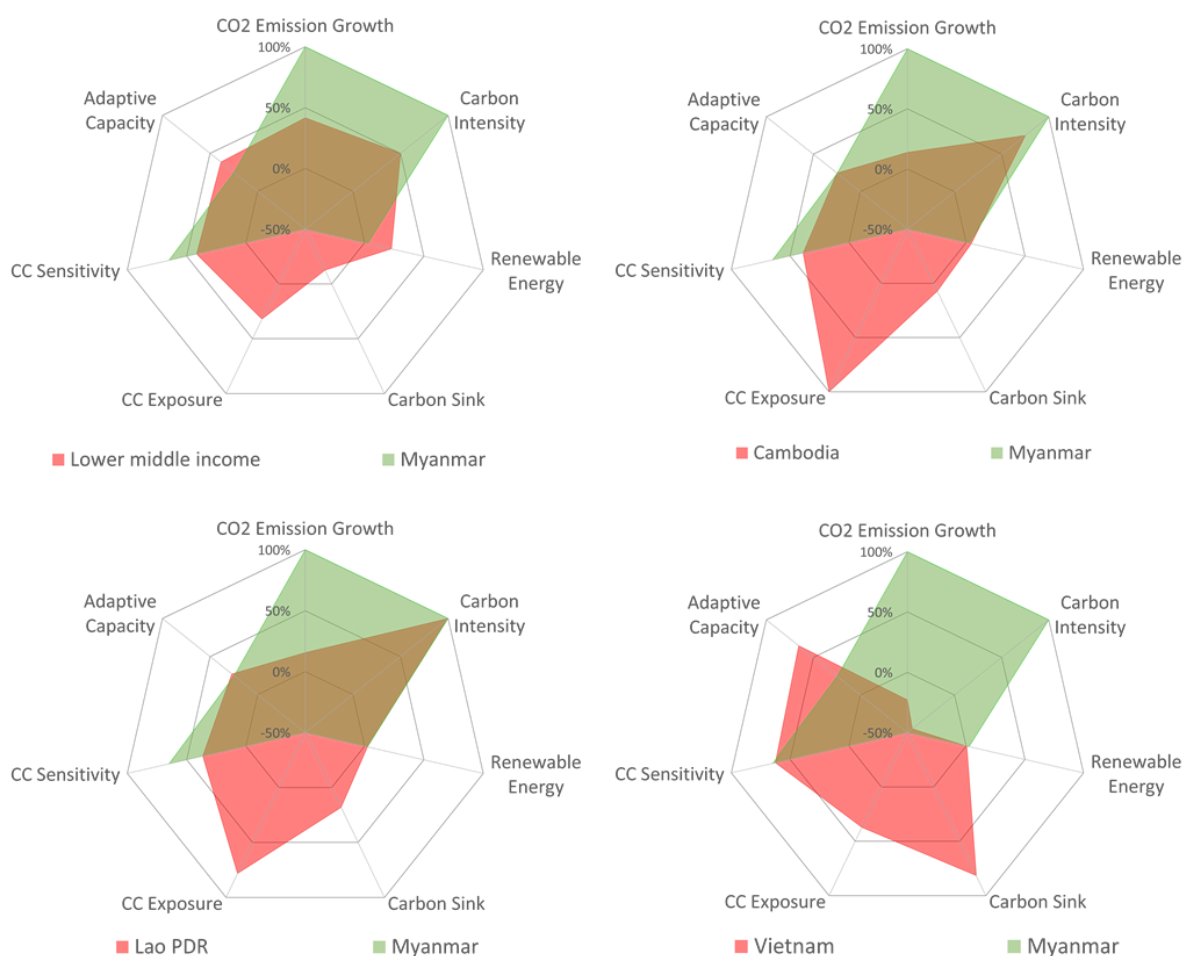 CO2 Emission Growth
100%
Adaptive
Capacity
Carbon
Intensity
50%
0%
-50%
CC Sensitivity
Renewable
Energy
CC Exposure
Carbon Sink
Lower middle income
Myanmar
CO2 Emission Growth
100%
Adaptive
Capacity
Carbon
Intensity
50%
0%
-50%
CC Sensitivity
Renewable
Energy
CC Exposure
Carbon Sink
Cambodia
Myanmar
CO2 Emission Growth
100%
Adaptive
Capacity
Carbon
Intensity
50%
0%
-50%
CC Sensitivity
Renewable
Energy
CC Exposure
Carbon Sink
Lao PDR
Myanmar
CO2 Emission Growth
100%
Adaptive
Capacity
Carbon
Intensity
50%
0%
-50%
CC Sensitivity
Renewable
Energy
CC Exposure
Carbon Sink
Vietnam
Myanmar